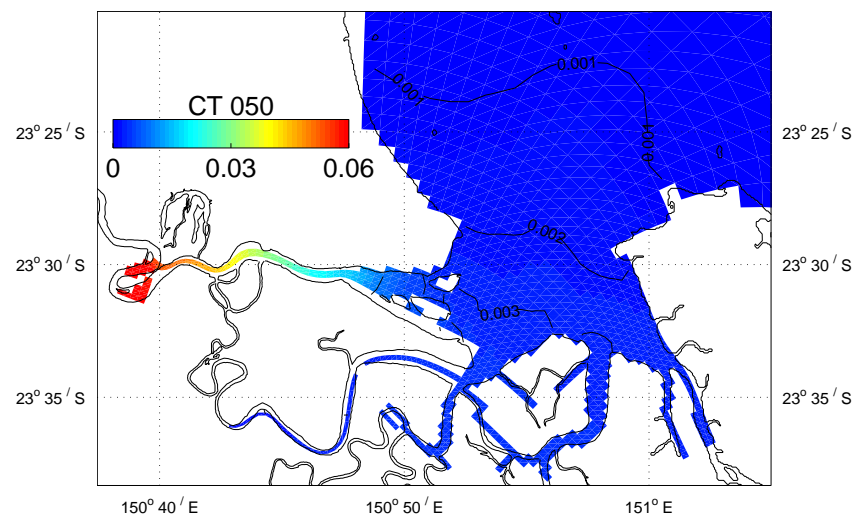 0.001
0.001
CT 050
0 0.03 0.06
23° 25' S 0.001 23° 25' S
0.002
23° 30' S 23° 30' S
0.003
23° 35' S 23° 35' S
150° 40' E 150° 50' E 151° E